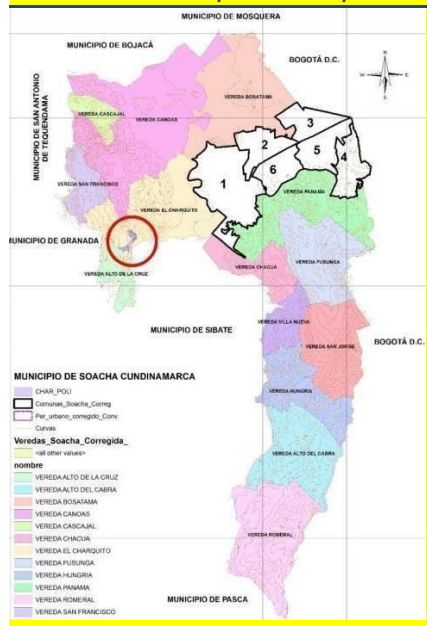 MUNICIPIO DE MOSQUERA
MUNICIPIO DE BOJACÁ
BOGOTÁ D.C.
MUNICIPIO DE SAN ANTONIO
DE TEQUENDAMA
VEREDA BOSATAMA
VEREDA CASCAJAL
VEREDA CANOAS
3
2
5
4
1
6
VEREDA SAN FRANCISCO
VEREDA PANAMA
VEREDA EL CHARQUITO
MUNICIPIO DE GRANADA
VEREDA CHACUA
VEREDA FUSUNGA
VEREDA ALTO DE LA CRUZ
VEREDA VILLA NUEVA
MUNICIPIO DE SIBATE
BOGOTÁ D.C.
VEREDA SAN JORGE
MUNICIPIO DE SOACHA CUNDINAMARCA
CHAR_POLI
Comunas_Soacha_Correg
Per_urbano_corregido_Conv
Curvas
Veredas_Soacha_Corregida_
<all other values>
nombre
VEREDA ALTO DE LA CRUZ
VEREDA ALTO DEL CABRA
VEREDA BOSATAMA
VEREDA CANOAS
VEREDA CASCAJAL
VEREDA CHACUA
VEREDA EL CHARQUITO
VEREDA FUSUNGA
VEREDA HUNGRIA
VEREDA PANAMA
VEREDA ROMERAL
VEREDA SAN FRANCISCO
VEREDA HUNGRIA
VEREDA ALTO DEL CABRA
VEREDA ROMERAL
MUNICIPIO DE PASCA